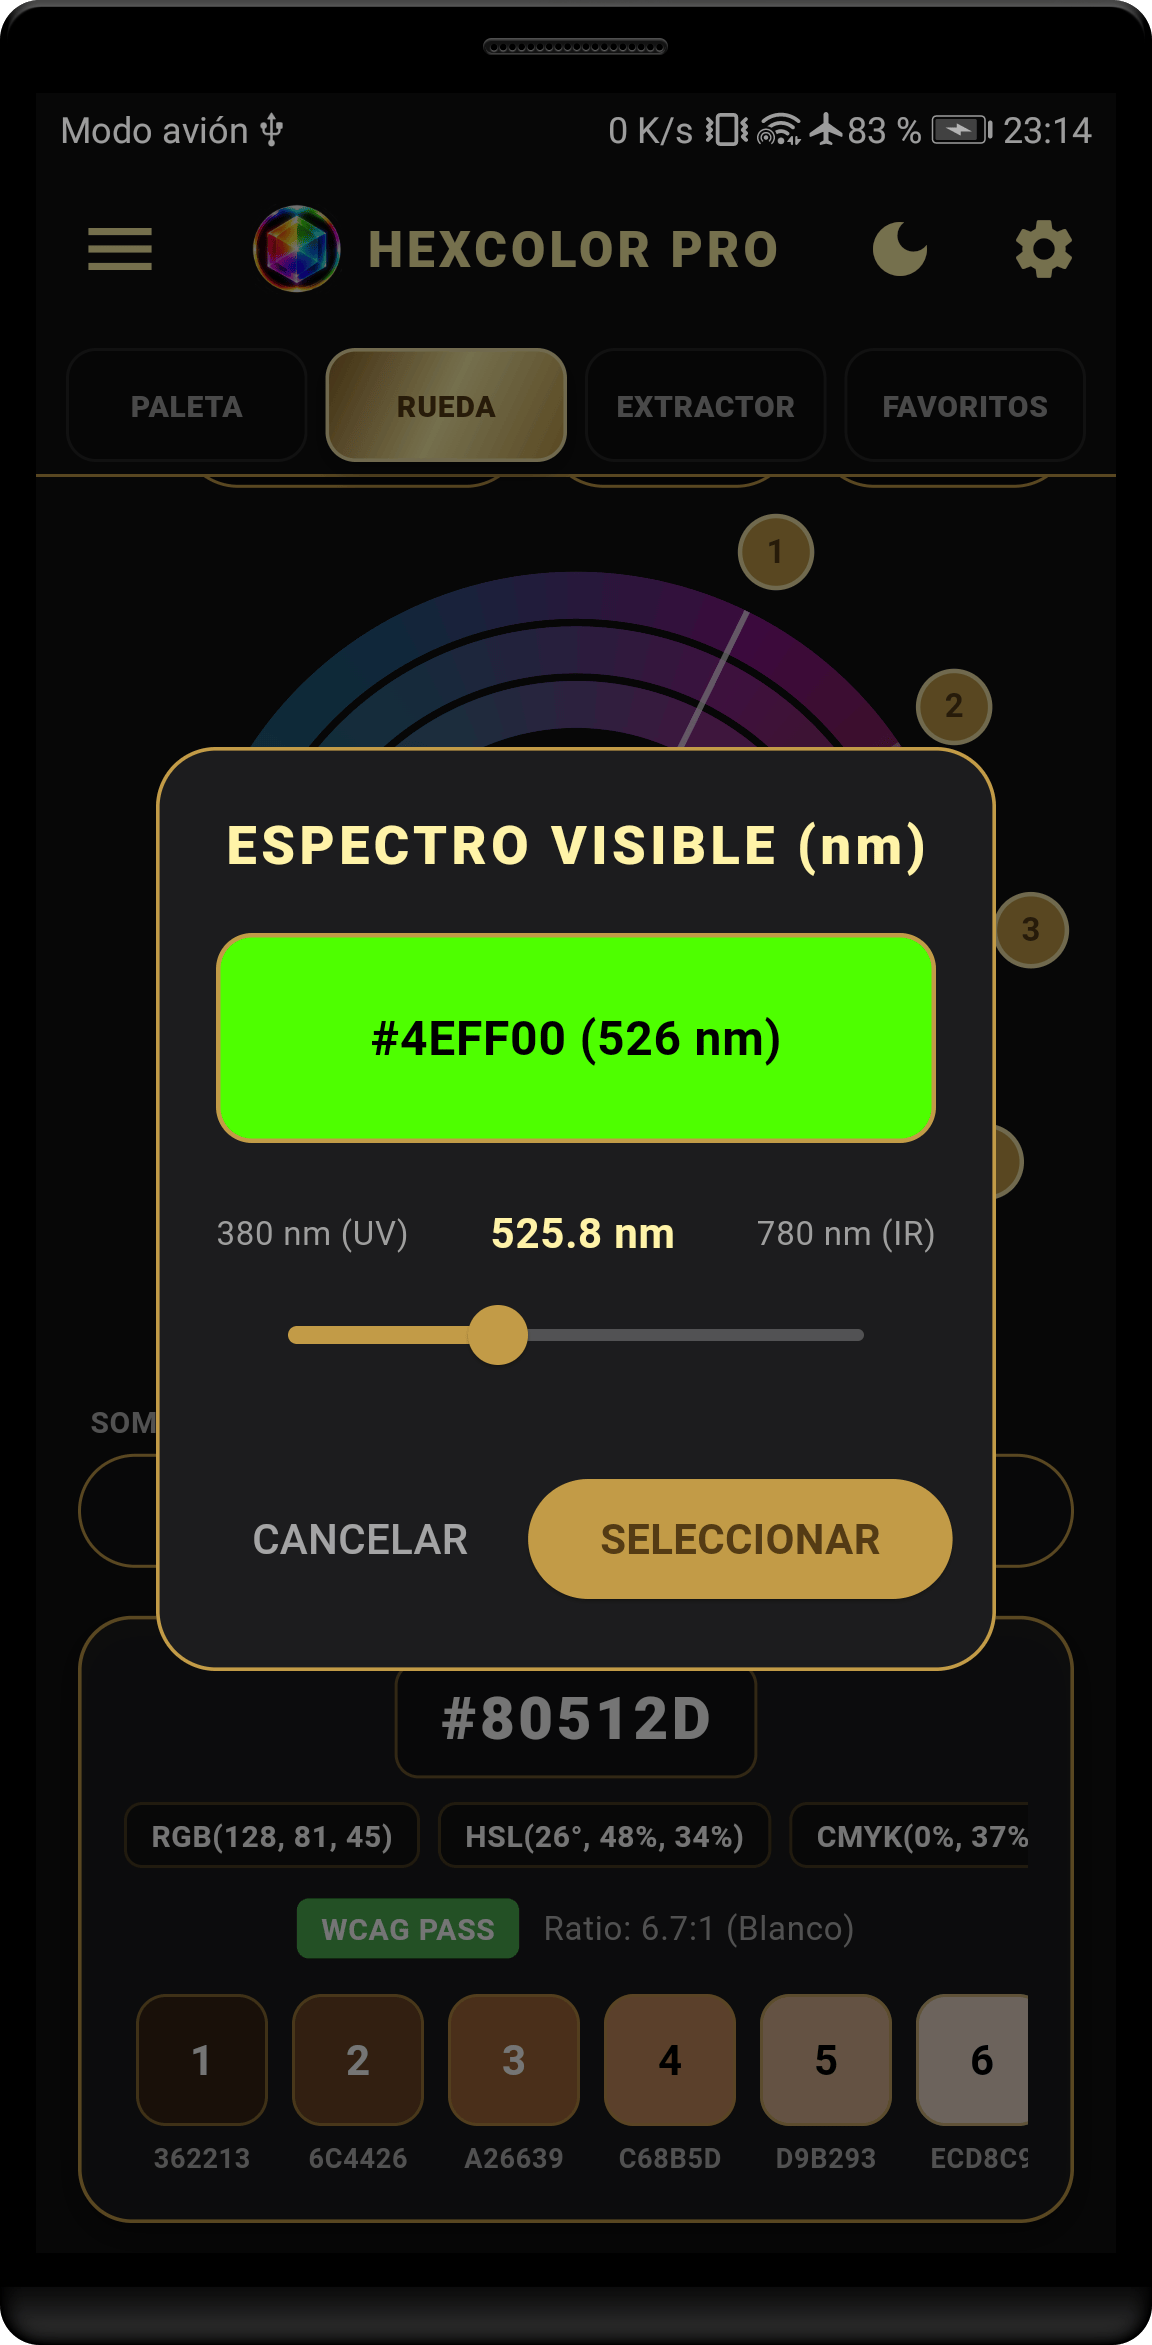 Modo avión 0 K/s 83 % 23:14
HEXCOLOR PRO
PALETA RUEDA EXTRACTOR FAVORITOS
1
2
ESPECTRO VISIBLE (nm)
3
#4EFF00 (526 nm)
380 nm (UV) 525.8 nm 780 nm (IR)
SOM
CANCELAR SELECCIONAR
#80512D
RGB(128, 81, 45) HSL(26°, 48%, 34%) CMYK(0%, 37%
WCAG PASS Ratio: 6.7:1 (Blanco)
1 2 3 4 5 6
362213 6C4426 A26639 C68B5D D9B293 ECD8C9